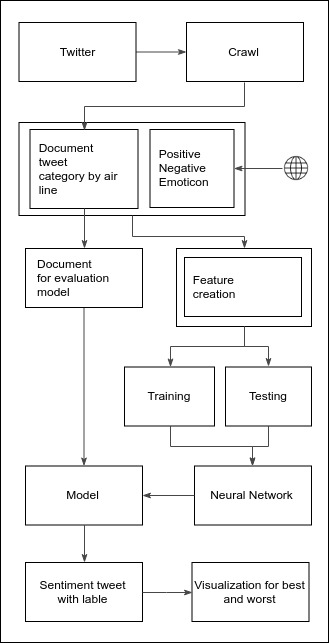 Twitter
Crawl
Document
tweet
category by air
line
Positive
Negative
Emoticon
Document
for evaluation
model
Feature
creation
Training
Testing
Model
Neural Network
Sentiment tweet
with lable
Visualization for best
and worst